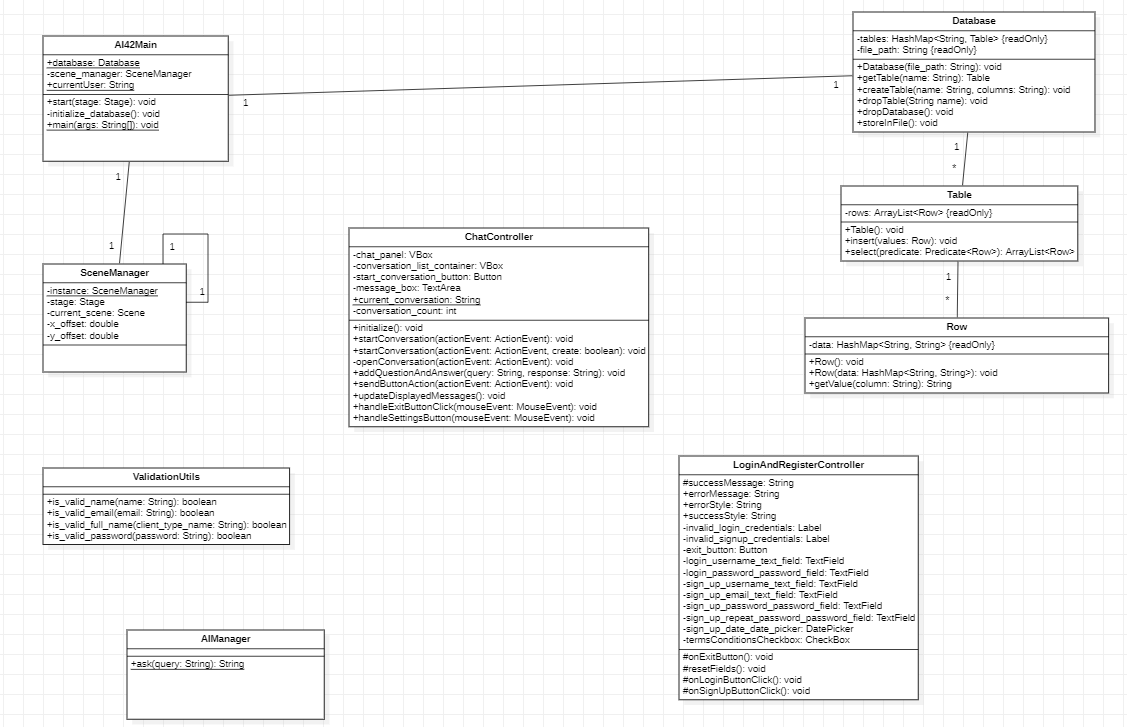 AI42Main
+database: Database
-scene_manager: SceneManager
+currentUser: String
+start(stage: Stage): void
-initialize_database(): void
+main(args: String[]): void
1
1
Database
-tables: HashMap<String, Table> {readOnly}
-file_path: String {readOnly}
+Database(file_path: String): void
+getTable(name: String): Table
+createTable(name: String, columns: String): void
+dropTable(String name): void
+dropDatabase(): void
+storeInFile(): void
1
*
Table
-rows: ArrayList<Row> {readOnly}
+Table(): void
+insert(values: Row): void
+select(predicate: Predicate<Row>): ArrayList<Row>
1
*
Row
-data: HashMap<String, String> {readOnly}
+Row(): void
+Row(data: HashMap<String, String>): void
+getValue(column: String): String
1
1
1
1
SceneManager
-instance: SceneManager
-stage: Stage
-current_scene: Scene
-x_offset: double
-y_offset: double
ChatController
-chat_panel: VBox
-conversation_list_container: VBox
-start_conversation_button: Button
-message_box: TextArea
+current_conversation: String
-conversation_count: int
+initialize(): void
+startConversation(actionEvent: ActionEvent): void
+startConversation(actionEvent: ActionEvent, create: boolean): void
-openConversation(actionEvent: ActionEvent): void
+addQuestionAndAnswer(query: String, response: String): void
+sendButtonAction(actionEvent: ActionEvent): void
+updateDisplayedMessages(): void
+handleExitButtonClick(mouseEvent: MouseEvent): void
+handleSettingsButton(mouseEvent: MouseEvent): void
ValidationUtils
+is_valid_name(name: String): boolean
+is_valid_email(email: String): boolean
+is_valid_full_name(client_type_name: String): boolean
+is_valid_password(password: String): boolean
LoginAndRegisterController
#successMessage: String
+errorMessage: String
+errorStyle: String
+successStyle: String
-invalid_login_credentials: Label
-invalid_signup_credentials: Label
-exit_button: Button
-login_username_text_field: TextField
-login_password_password_field: TextField
-sign_up_username_text_field: TextField
-sign_up_email_text_field: TextField
-sign_up_password_password_field: TextField
-sign_up_repeat_password_password_field: TextField
-sign_up_date_date_picker: DatePicker
-termsConditionsCheckbox: CheckBox
#onExitButton(): void
#resetFields(): void
#onLoginButtonClick(): void
#onSignUpButtonClick(): void
AIManager
+ask(query: String): String